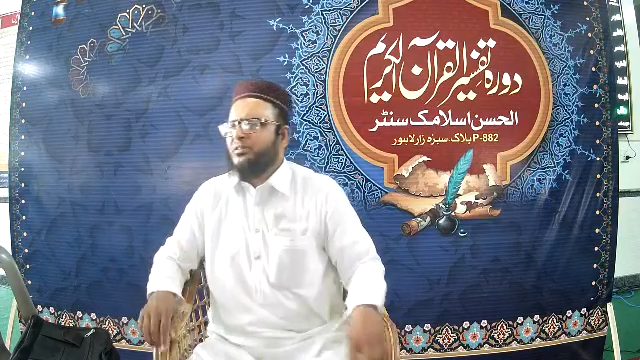 دورہ تفسیر القرآن الکریم
الحسن اسلامک سنٹر
P-882 بلاک سبزہ زار لاہور